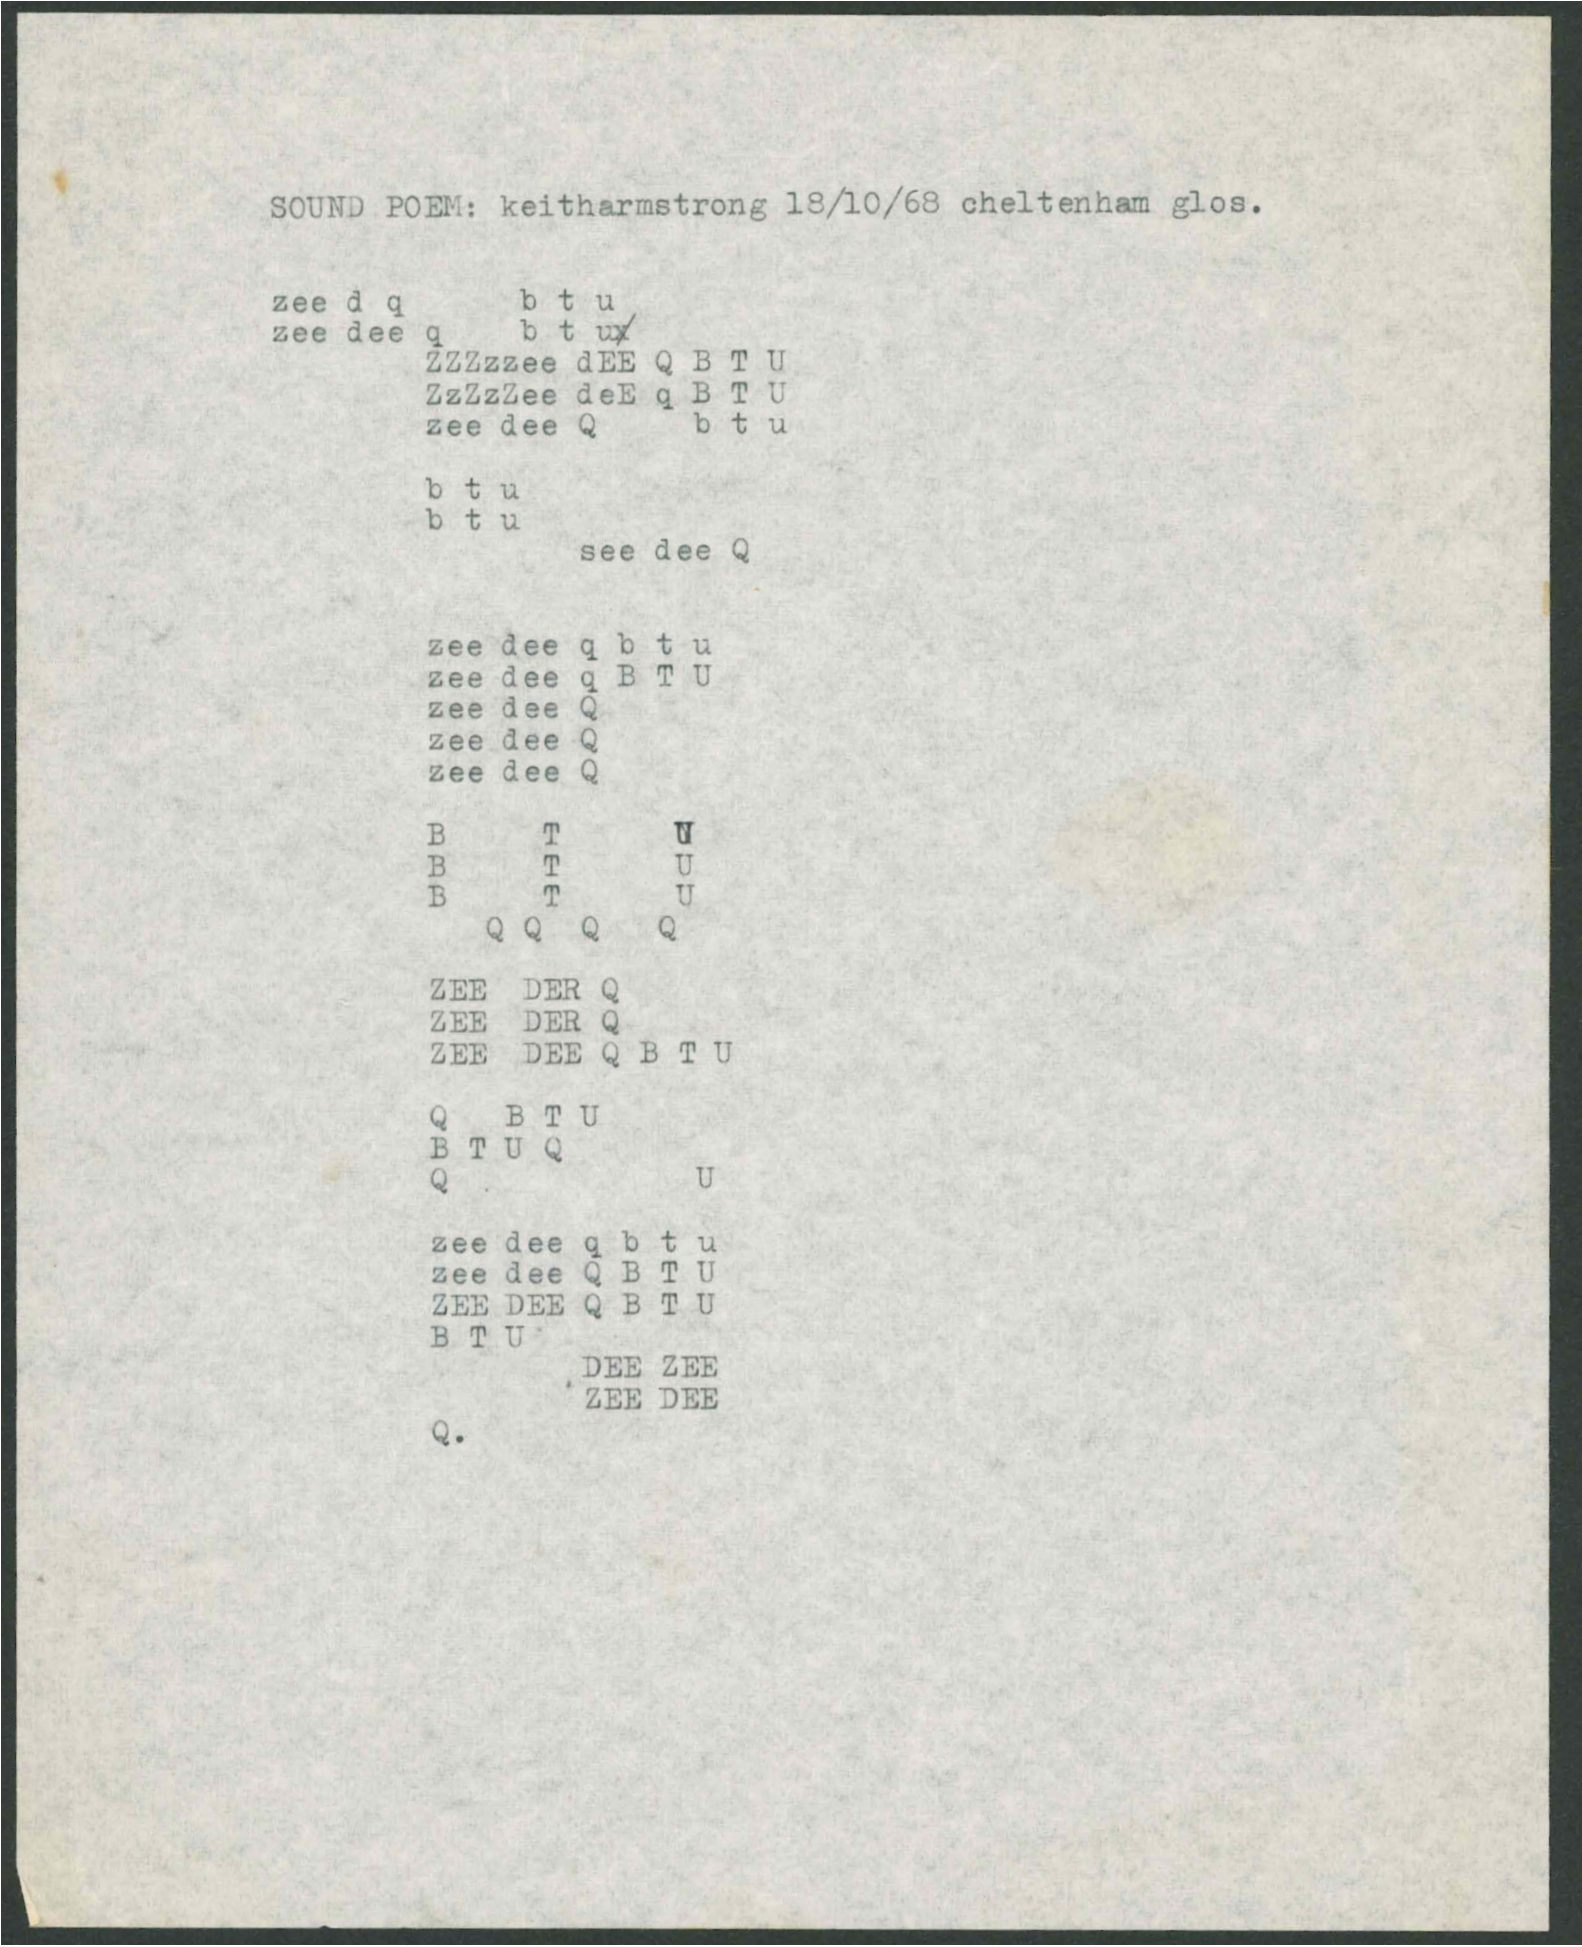 SOUND POEM: keitharmstrong 18/10/68 cheltenham glos.
zee d q      b t u
zee dee q    b t u
        ZZZzzee dEE Q B T U
        ZzZzZee deE q B T U
        zee dee Q     b t u
        b t u
        b t u
                see dee Q
        zee dee q b t u
        zee dee q B T U
        zee dee Q
        zee dee Q
        zee dee Q
        B     T      U
        B     T      U
        B     T      U
           Q Q  Q   Q
        ZEE  DER Q
        ZEE  DER Q
        ZEE  DEE Q B T U
        Q   B T U
        B T U Q
        Q             U
        zee dee q b t u
        zee dee Q B T U
        ZEE DEE Q B T U
        B T U
                DEE ZEE
                ZEE DEE
        Q.